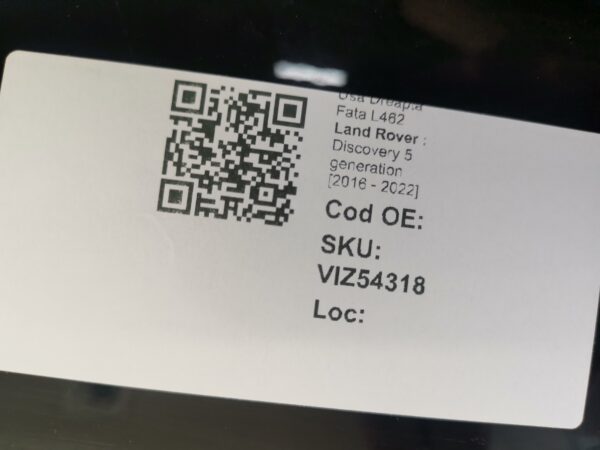 Usa Dreapta
Fata L462
Land Rover :
Discovery 5
generation
[2016 - 2022]
Cod OE:
SKU:
VIZ54318
Loc: